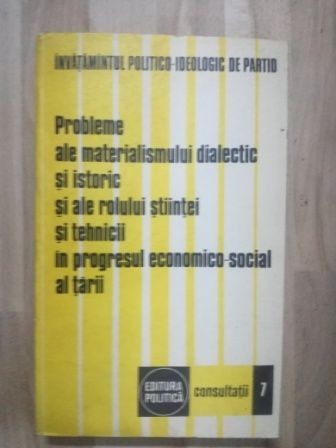 ÎNVĂȚĂMÎNTUL POLITICO-IDEOLOGIC DE PARTID
Probleme
ale materialismului dialectic
și istoric
și ale rolului științei
și tehnicii
în progresul economico-social
al țării
EDITURA
POLITICĂ
consultații 7